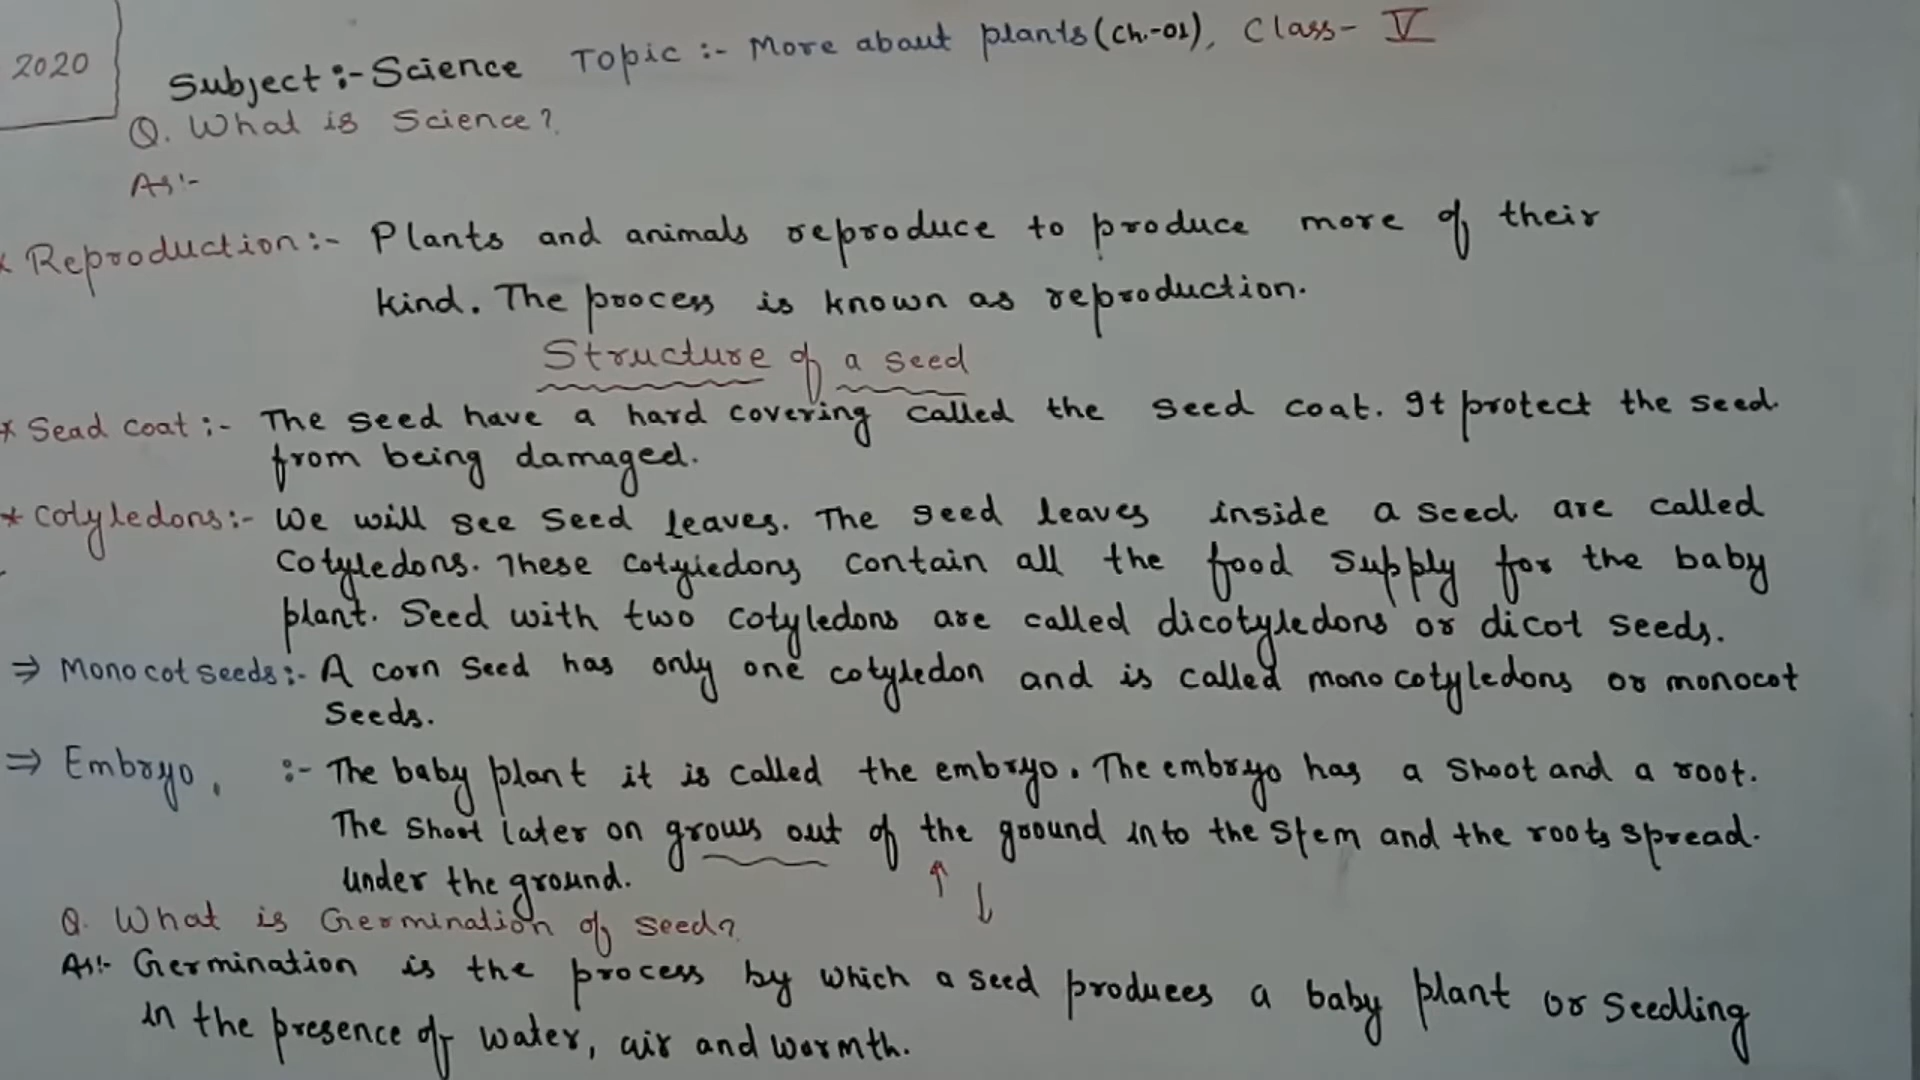 2020
Subject :- Science Topic :- More about plants (Ch.-01), Class- V
Q. What is Science?
As:-
* Reproduction :- Plants and animals reproduce to produce more of their
kind. The process is known as reproduction.
Structure of a seed
* Sead coat :- The seed have a hard covering called the seed coat. It protect the seed.
from being damaged.
* Cotyledons :- We will see seed leaves. The seed leaves inside a seed are called
Cotyledons. These cotyiedons contain all the food supply for the baby
plant. Seed with two cotyledons are called dicotyledons or dicot seeds.
⇒ Monocot seeds :- A corn seed has only one cotyledon and is called mono cotyledons or monocot
seeds.
⇒ Embryo, :- The baby plant it is called the embryo. The embryo has a shoot and a root.
The shoot later on grows out of the ground into the stem and the roots spread.
under the ground.
Q. What is Germination of seed?
As:- Germination is the process by which a seed produces a baby plant or seedling
in the presence of water, air and warmth.